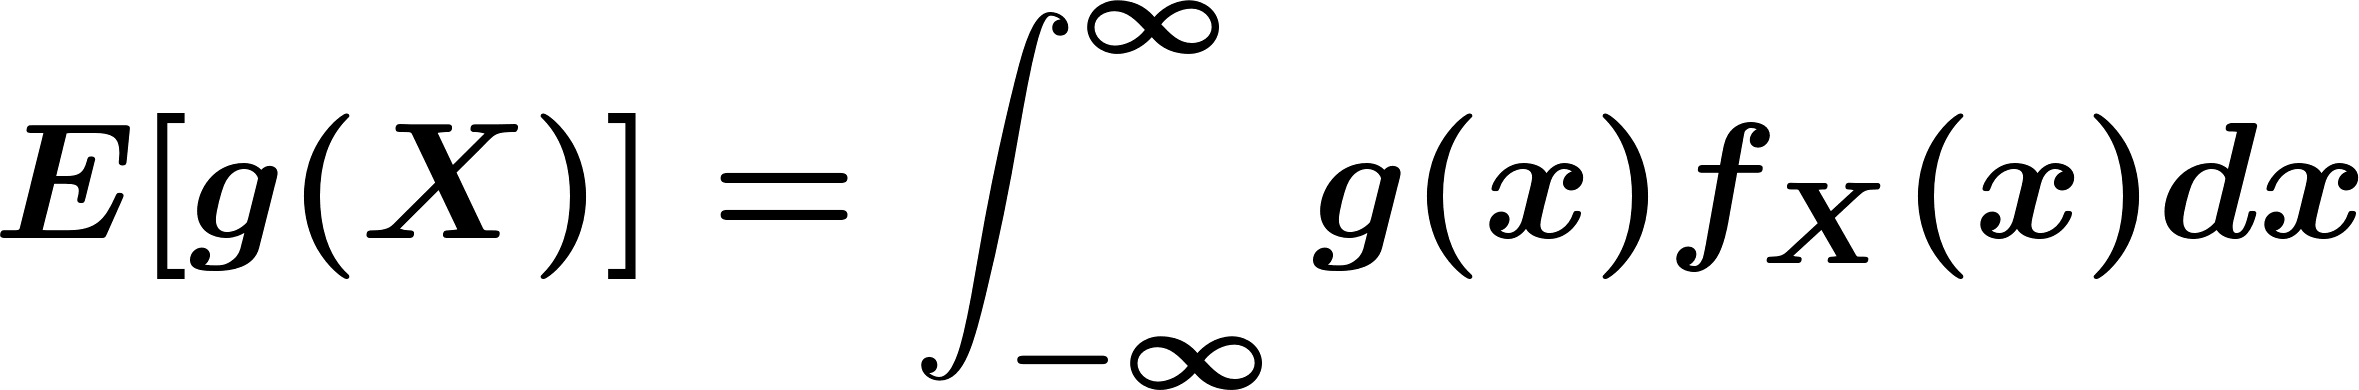 E[g(X)] = ∫_{-∞}^{∞} g(x) f_X(x) dx